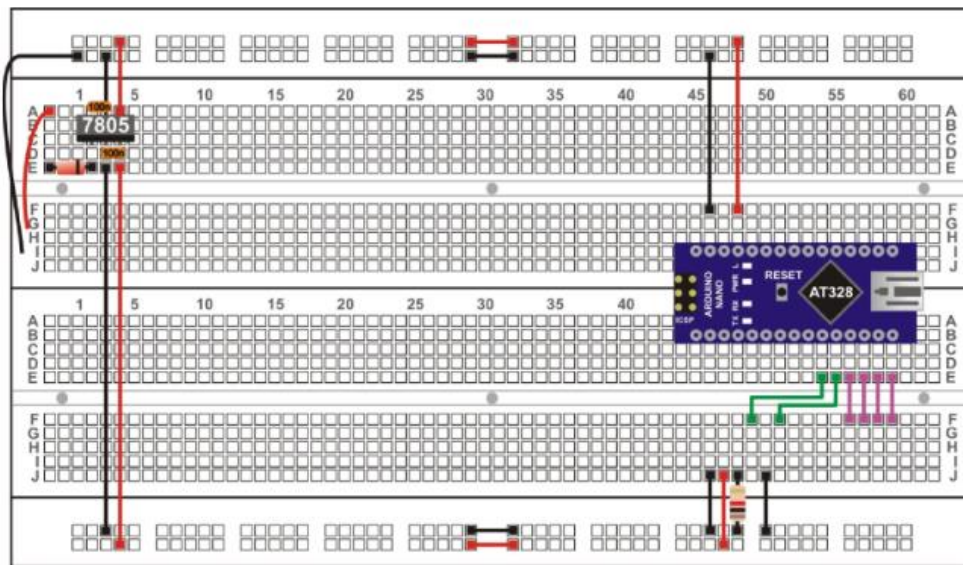 1 5 10 15 20 25 30 35 40 45 50 55 60
A 100n A
B 7805 B
C C
D 100n D
E E
F F
G G
H H
I I
J J
L
PWR
RX
TX
ICSP
ARDUINO
NANO
RESET
AT328
1 5 10 15 20 25 30 35 40
A A
B B
C C
D D
E E
F F
G G
H H
I I
J J